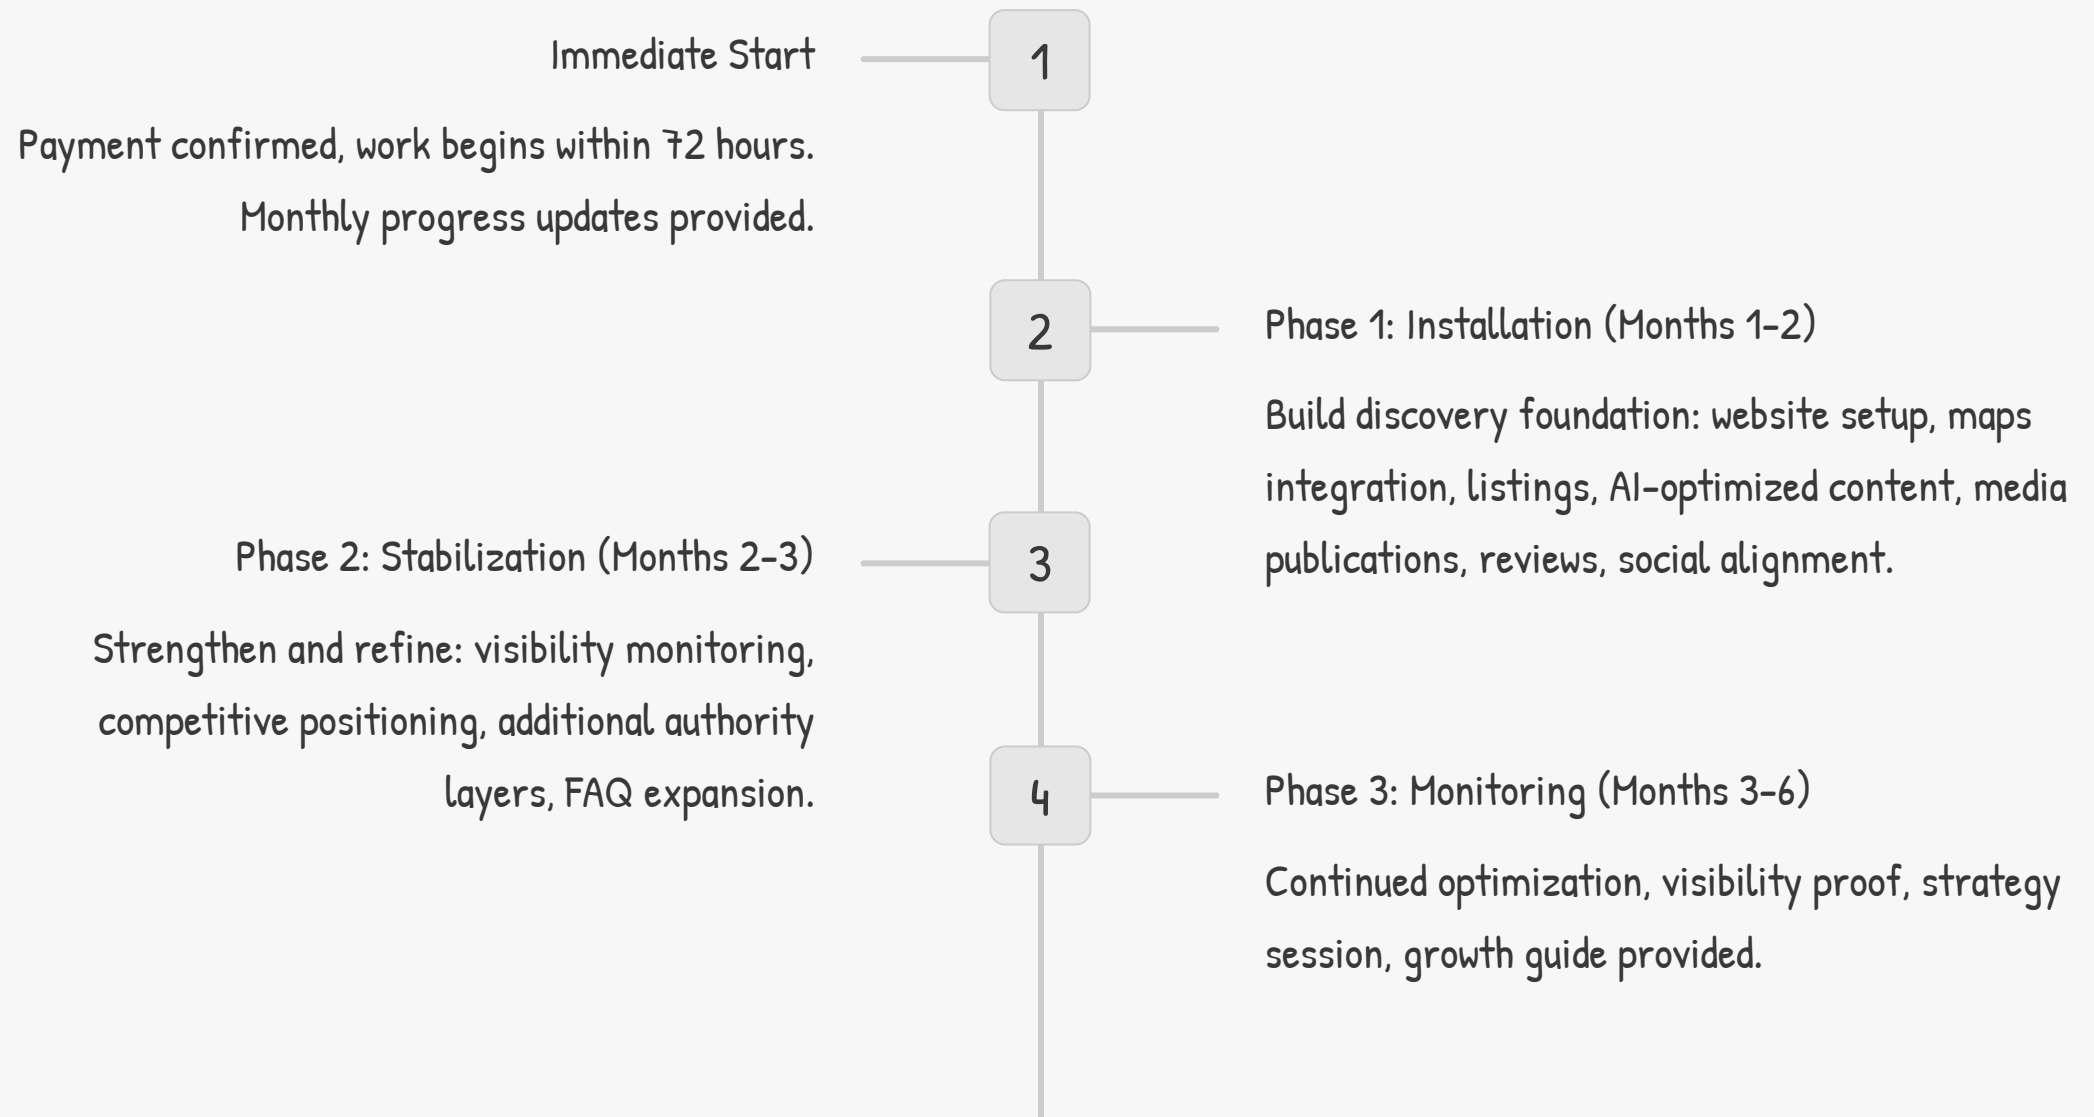 1
Immediate Start
Payment confirmed, work begins within 72 hours.
Monthly progress updates provided.
2
Phase 1: Installation (Months 1-2)
Build discovery foundation: website setup, maps
integration, listings, AI-optimized content, media
publications, reviews, social alignment.
3
Phase 2: Stabilization (Months 2-3)
Strengthen and refine: visibility monitoring,
competitive positioning, additional authority
layers, FAQ expansion.
4
Phase 3: Monitoring (Months 3-6)
Continued optimization, visibility proof, strategy
session, growth guide provided.